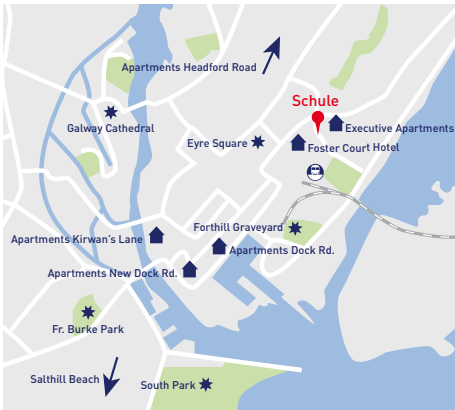 Apartments Headford Road
Schule
Galway Cathedral
Executive Apartments
Eyre Square
Foster Court Hotel
Forthill Graveyard
Apartments Kirwan's Lane
Apartments Dock Rd.
Apartments New Dock Rd.
Fr. Burke Park
Salthill Beach
South Park